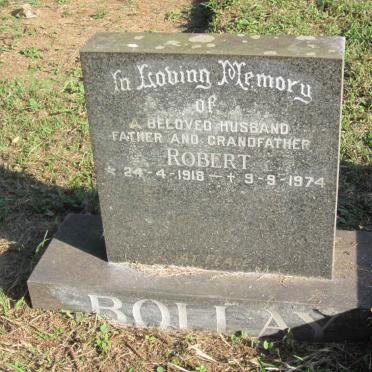 In Loving Memory
of
A BELOVED HUSBAND
FATHER AND GRANDFATHER
ROBERT
* 24-4-1918 — † 9-9-1974
AT PEACE
BOLLAY